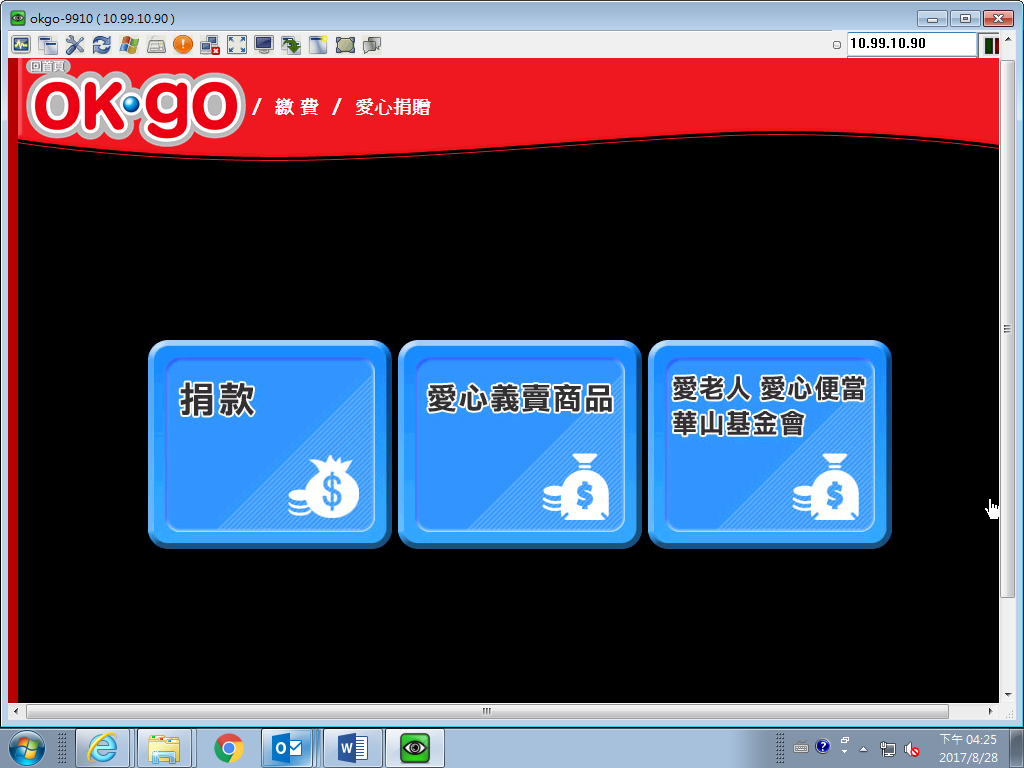 okgo-9910 ( 10.99.10.90 )
10.99.10.90
回首頁
OK•go / 繳 費 / 愛心捐贈
捐款
愛心義賣商品
愛老人 愛心便當
華山基金會
下午 04:25
2017/8/28